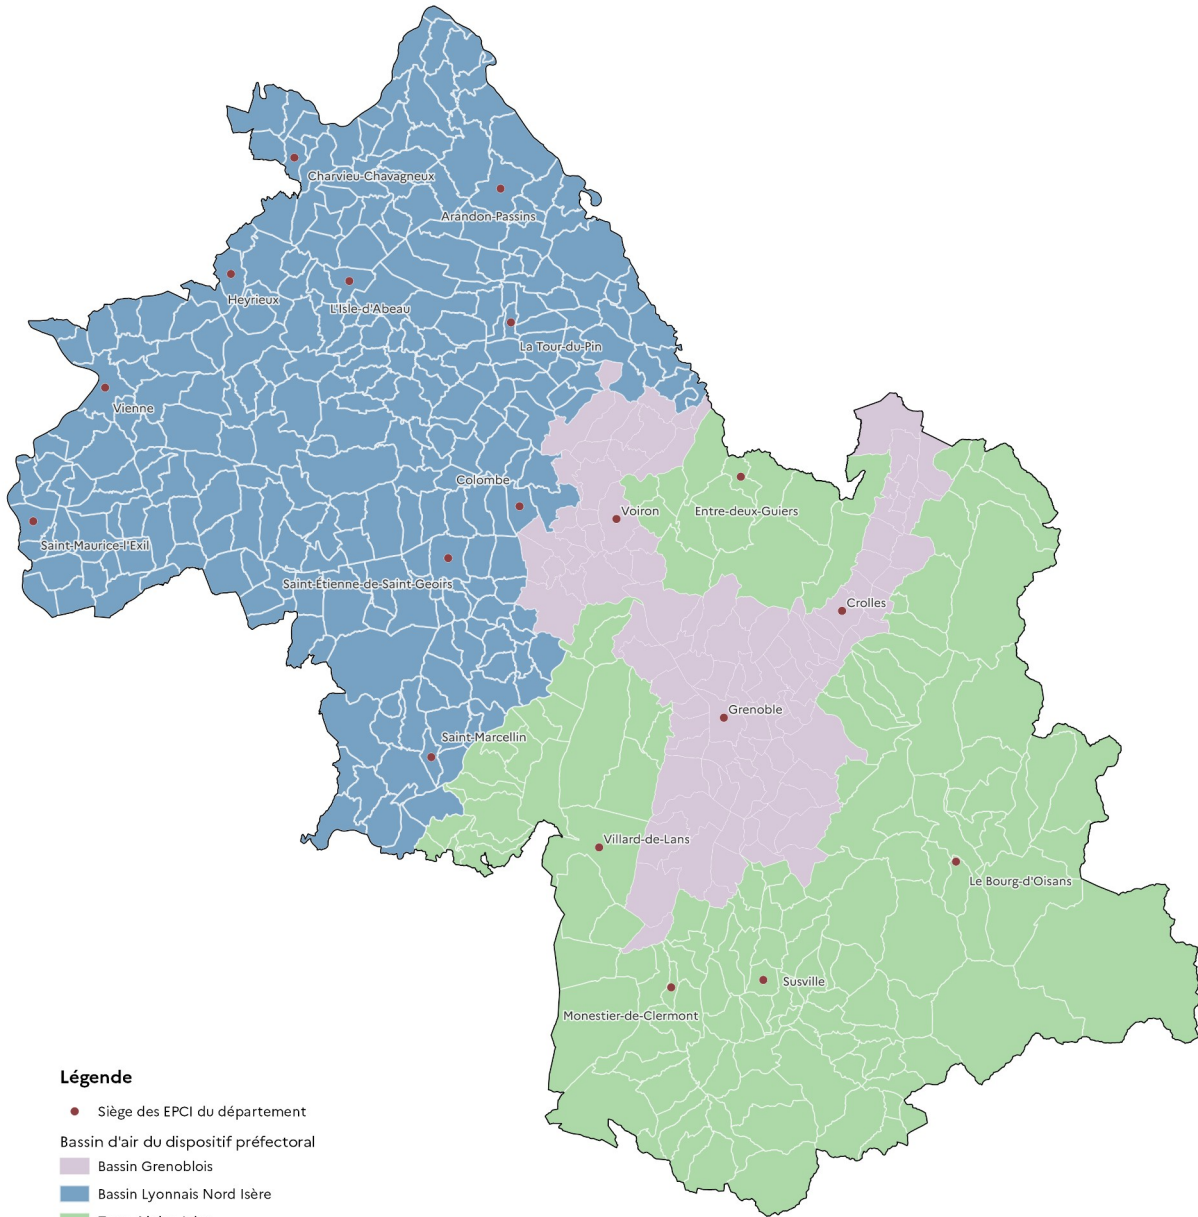 Charvieu-Chavagneux
Arandon-Passins
Heyrieux
L'Isle-d'Abeau
La Tour-du-Pin
Vienne
Colombe
Voiron
Entre-deux-Guiers
Saint-Maurice-l'Exil
Saint-Étienne-de-Saint-Geoirs
Crolles
Grenoble
Saint-Marcellin
Villard-de-Lans
Le Bourg-d'Oisans
Susville
Monestier-de-Clermont
Légende
Siège des EPCI du département
Bassin d'air du dispositif préfectoral
Bassin Grenoblois
Bassin Lyonnais Nord Isère